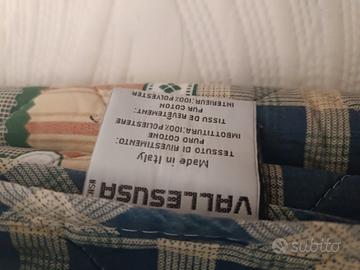 VALLESUSA
Made in Italy
TESSUTO DI RIVESTIMENTO:
PURO COTONE
IMBOTTITURA:100% POLIESTERE
TISSU DE REVÊTEMENT:
PUR COTON
INTERIEUR:100% POLYESTER
subito